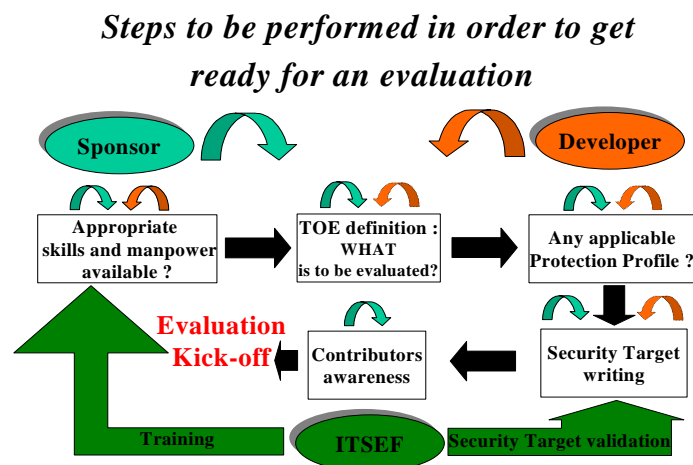 Steps to be performed in order to get
ready for an evaluation
Sponsor
Developer
Appropriate
skills and manpower
available ?
TOE definition :
WHAT
is to be evaluated?
Any applicable
Protection Profile ?
Evaluation
Kick-off
Contributors
awareness
Security Target
writing
Training
ITSEF
Security Target validation